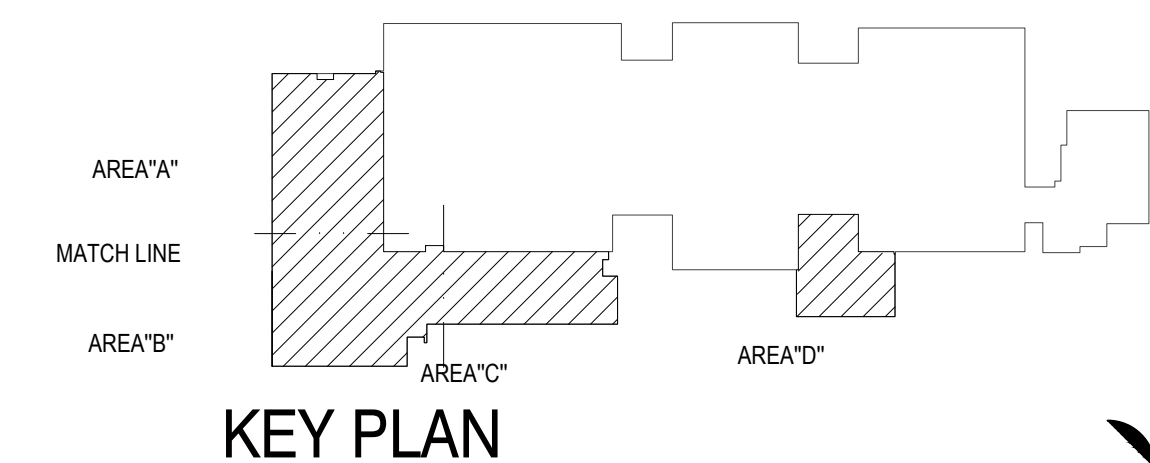 AREA"A"
MATCH LINE
AREA"B"
AREA"C"
AREA"D"
KEY PLAN